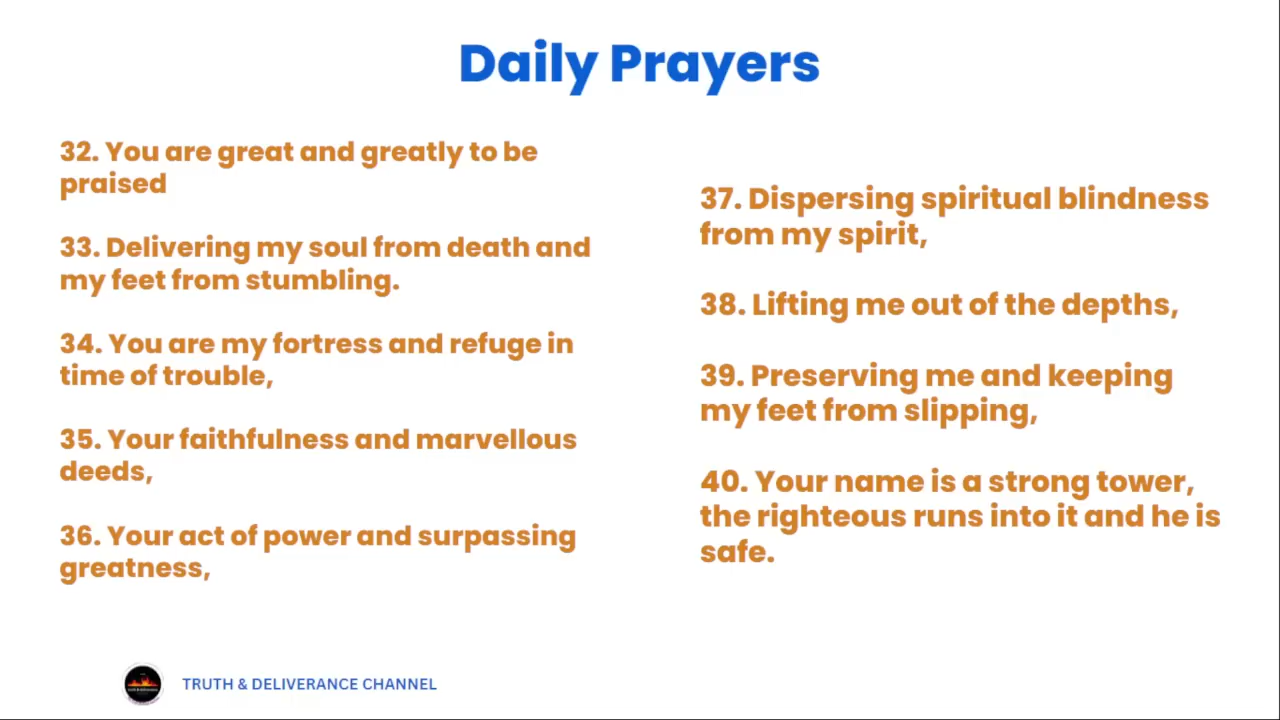 Daily Prayers
32. You are great and greatly to be
praised
33. Delivering my soul from death and
my feet from stumbling.
34. You are my fortress and refuge in
time of trouble,
35. Your faithfulness and marvellous
deeds,
36. Your act of power and surpassing
greatness,
37. Dispersing spiritual blindness
from my spirit,
38. Lifting me out of the depths,
39. Preserving me and keeping
my feet from slipping,
40. Your name is a strong tower,
the righteous runs into it and he is
safe.
TRUTH & DELIVERANCE CHANNEL